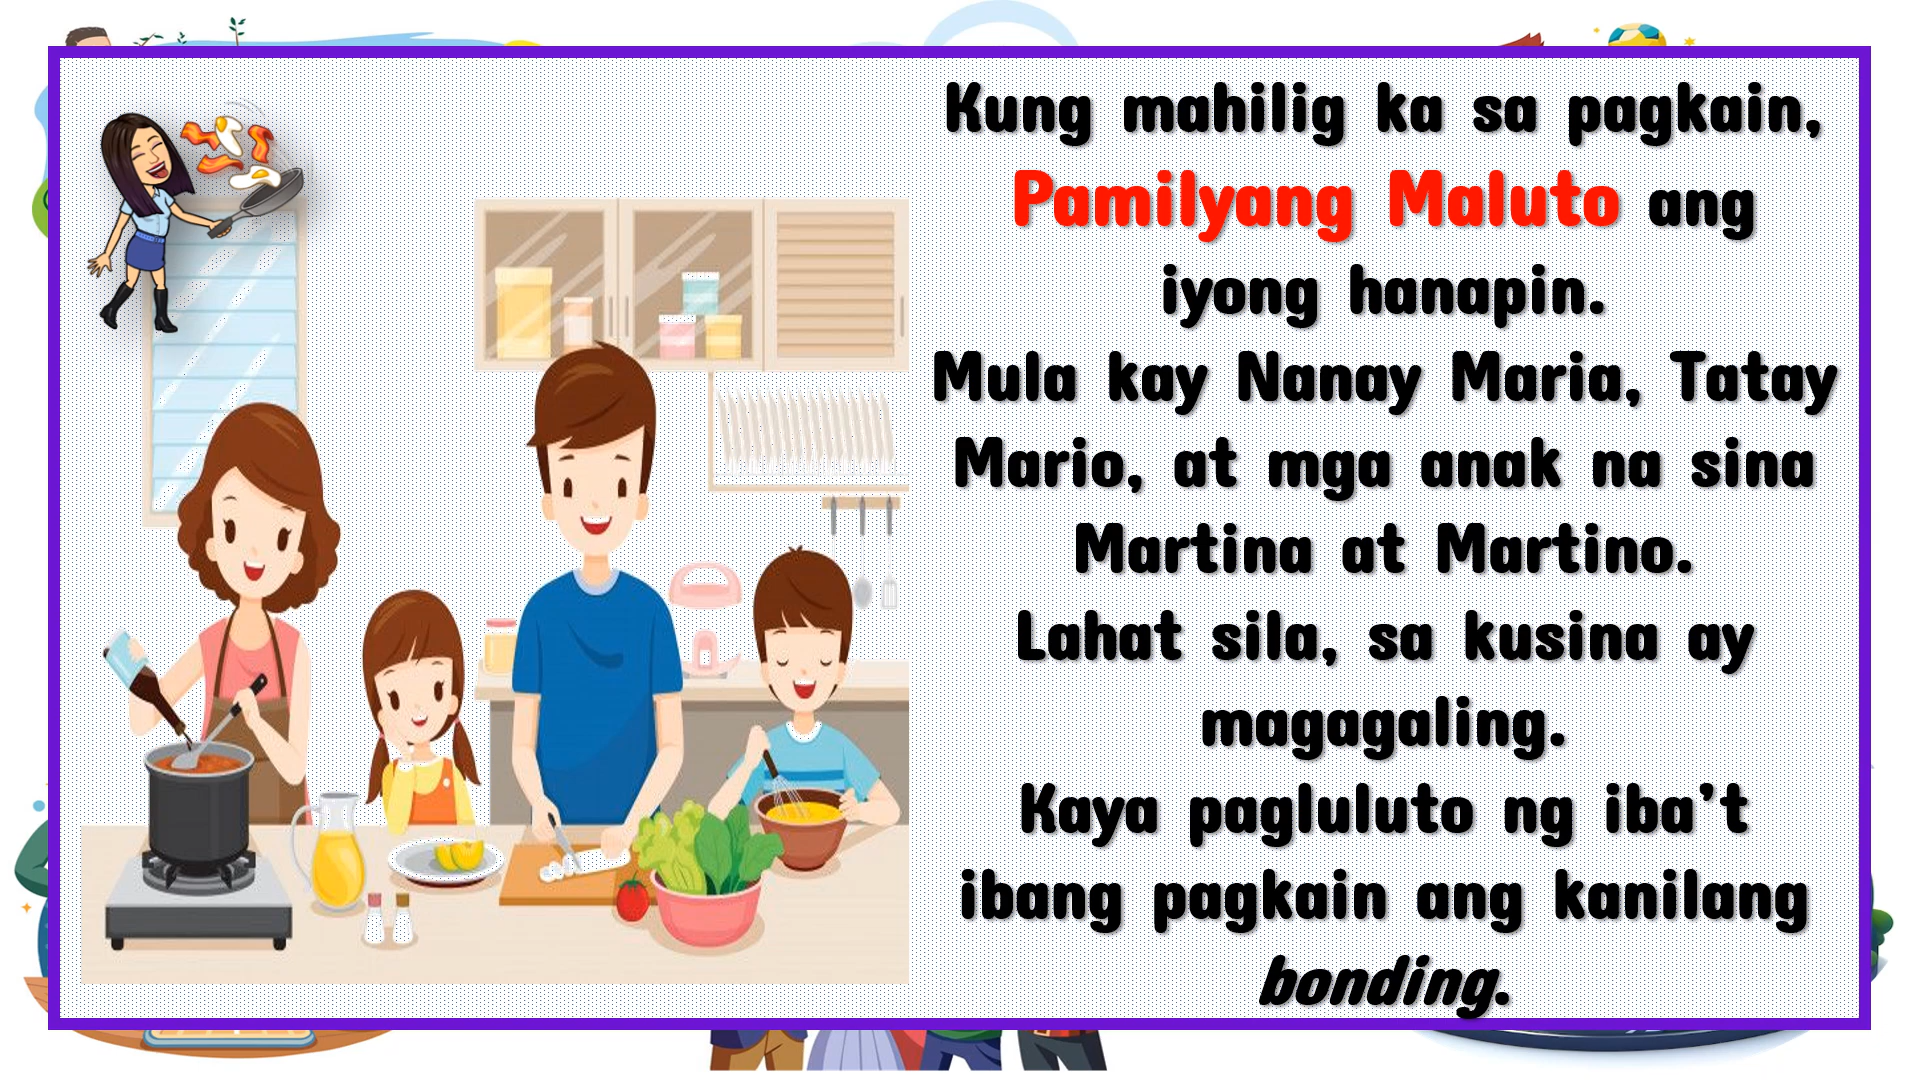 Kung mahilig ka sa pagkain,
Pamilyang Maluto ang
iyong hanapin.
Mula kay Nanay Maria, Tatay
Mario, at mga anak na sina
Martina at Martino.
Lahat sila, sa kusina ay
magagaling.
Kaya pagluluto ng iba’t
ibang pagkain ang kanilang
bonding.